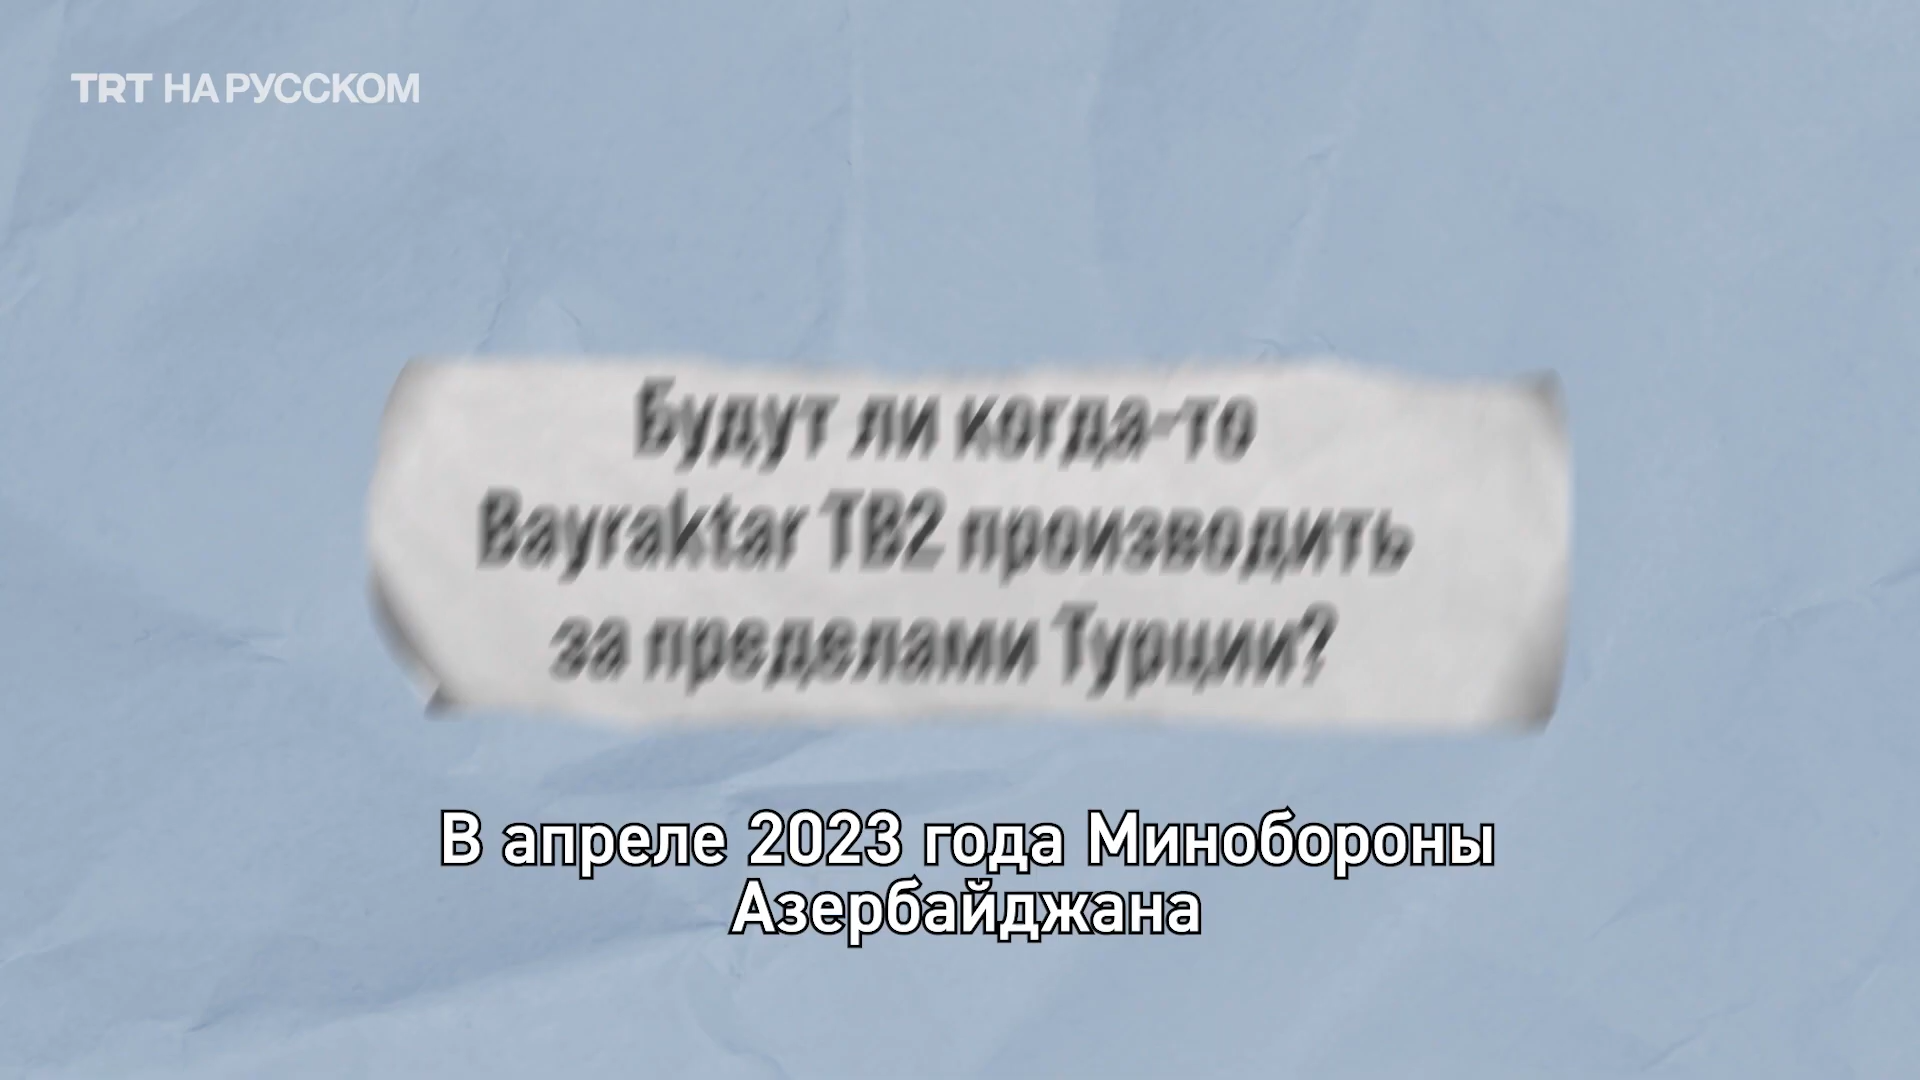 TRT НА РУССКОМ
Будут ли когда-то
Bayraktar TB2 производить
за пределами Турции?
В апреле 2023 года Минобороны
Азербайджана